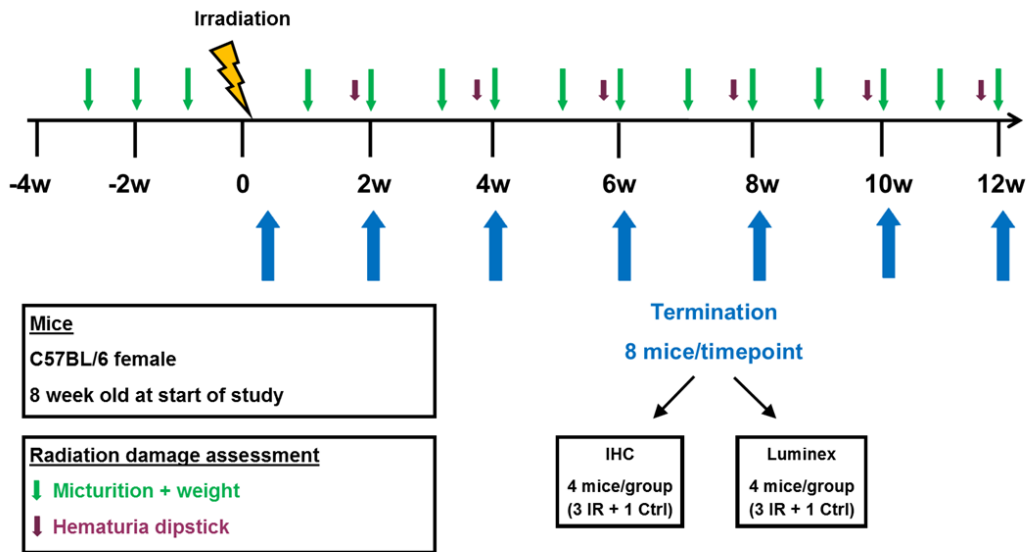 Irradiation
-4w
-2w
0
2w
4w
6w
8w
10w
12w
Mice
C57BL/6 female
8 week old at start of study
Radiation damage assessment
Micturition + weight
Hematuria dipstick
Termination
8 mice/timepoint
IHC
4 mice/group
(3 IR + 1 Ctrl)
Luminex
4 mice/group
(3 IR + 1 Ctrl)